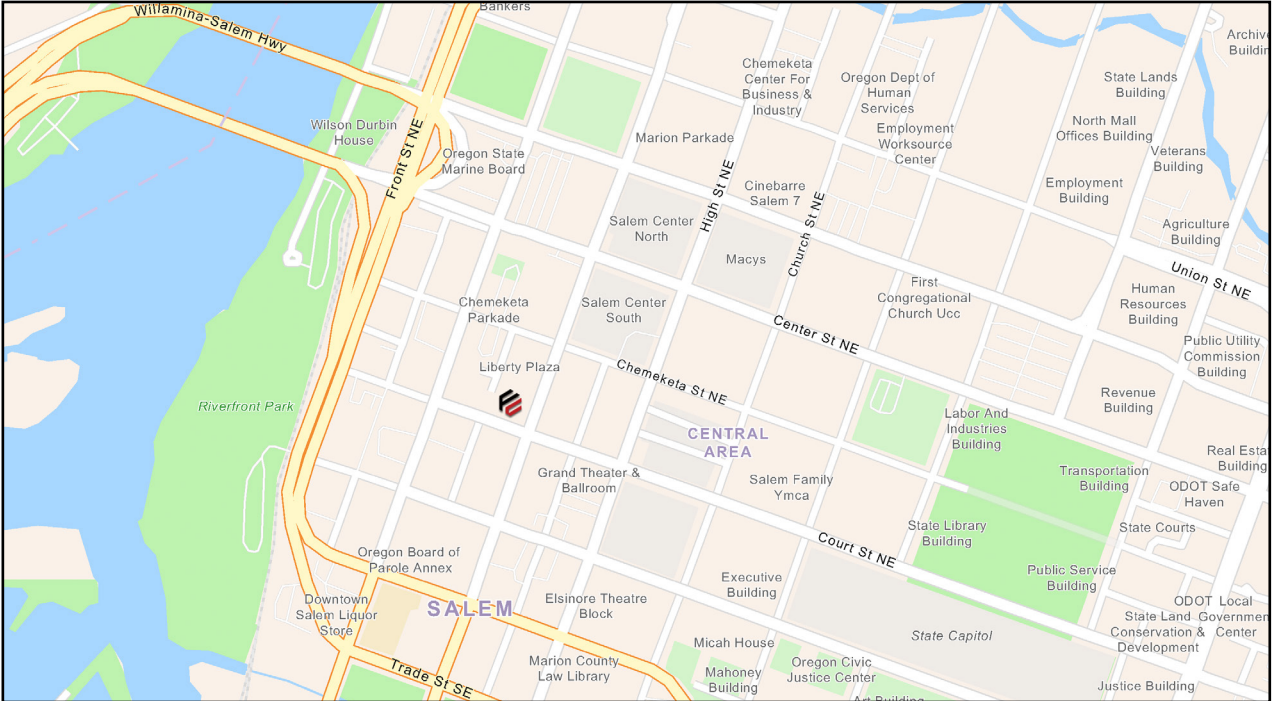 Bankers
Willamina-Salem Hwy
Chemeketa
Center For
Business &
Industry
Oregon Dept of
Human
Services
State Lands
Building
Archive
Buildin
Wilson Durbin
House
Front St NE
Oregon State
Marine Board
Marion Parkade
Employment
Worksource
Center
North Mall
Offices Building
Veterans
Building
High St NE
Cinebarre
Salem 7
Church St NE
Employment
Building
Salem Center
North
Macys
Agriculture
Building
Union St NE
Chemeketa
Parkade
Salem Center
South
First
Congregational
Church Ucc
Human
Resources
Building
Center St NE
Public Utility
Commission
Building
Liberty Plaza
Chemeketa St NE
Riverfront Park
Revenue
Building
Labor And
Industries
Building
CENTRAL
AREA
Real Esta
Building
Grand Theater &
Ballroom
Salem Family
Ymca
Transportation
Building
ODOT Safe
Haven
State Library
Building
State Courts
Court St NE
Oregon Board of
Parole Annex
Executive
Building
Public Service
Building
Downtown
Salem Liquor
Store
SALEM
Elsinore Theatre
Block
Micah House
State Capitol
ODOT Local
Governmen
Center
State Land
Conservation &
Development
Trade St SE
Marion County
Law Library
Mahoney
Building
Oregon Civic
Justice Center
Justice Building
Art Building